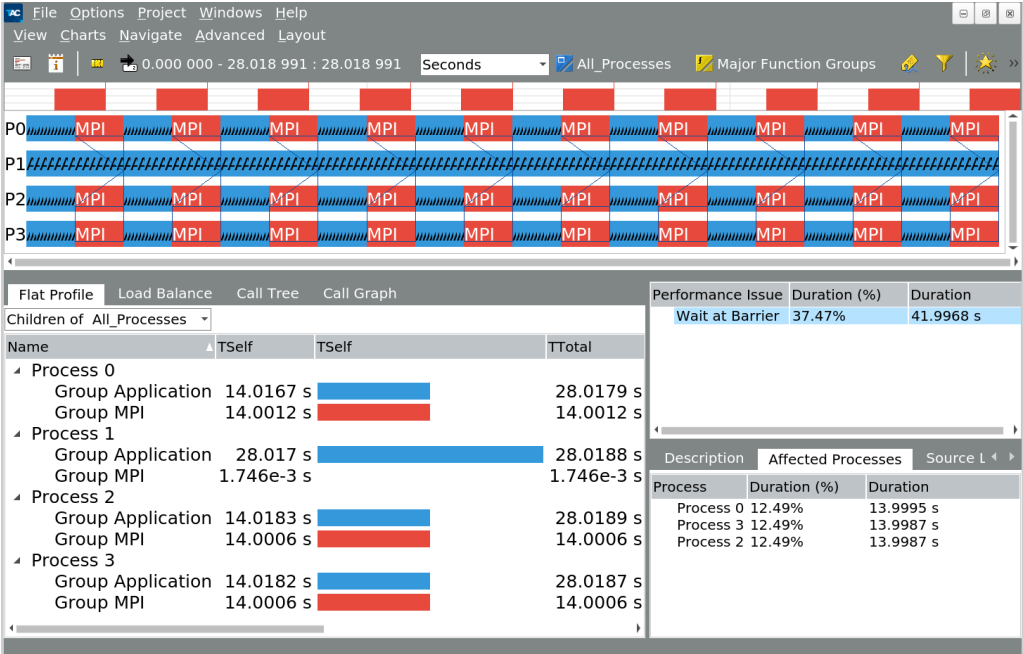 TAC File Options Project Windows Help
View Charts Navigate Advanced Layout
0.000 000 - 28.018 991 : 28.018 991 Seconds All_Processes Major Function Groups »
P0 MPI MPI MPI MPI MPI MPI MPI MPI MPI MPI
P1
P2 MPI MPI MPI MPI MPI MPI MPI MPI MPI MPI
P3 MPI MPI MPI MPI MPI MPI MPI MPI MPI MPI
Flat Profile Load Balance Call Tree Call Graph
Children of All_Processes
Name TSelf TSelf TTotal
Process 0
Group Application 14.0167 s 28.0179 s
Group MPI 14.0012 s 14.0012 s
Process 1
Group Application 28.017 s 28.0188 s
Group MPI 1.746e-3 s 1.746e-3 s
Process 2
Group Application 14.0183 s 28.0189 s
Group MPI 14.0006 s 14.0006 s
Process 3
Group Application 14.0182 s 28.0187 s
Group MPI 14.0006 s 14.0006 s
Performance Issue Duration (%) Duration
Wait at Barrier 37.47% 41.9968 s
Description Affected Processes Source L
Process Duration (%) Duration
Process 0 12.49% 13.9995 s
Process 3 12.49% 13.9987 s
Process 2 12.49% 13.9987 s